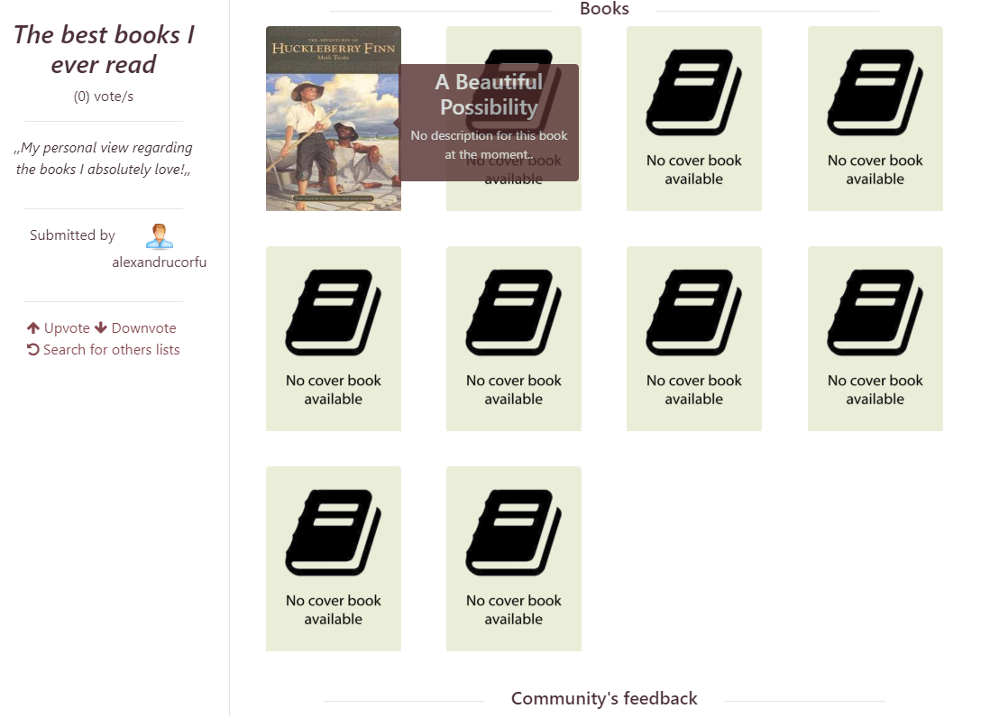 The best books I
ever read
(0) vote/s
,,My personal view regarding
the books I absolutely love!,,
Submitted by
alexandrucorfu
Upvote Downvote
Search for others lists
Books
THE ADVENTURES OF
HUCKLEBERRY FINN
Mark Twain
A Beautiful
Possibility
No description for this book
at the moment..
No cover book
available
No cover book
available
No cover book
available
No cover book
available
No cover book
available
No cover book
available
No cover book
available
No cover book
available
No cover book
available
Community's feedback